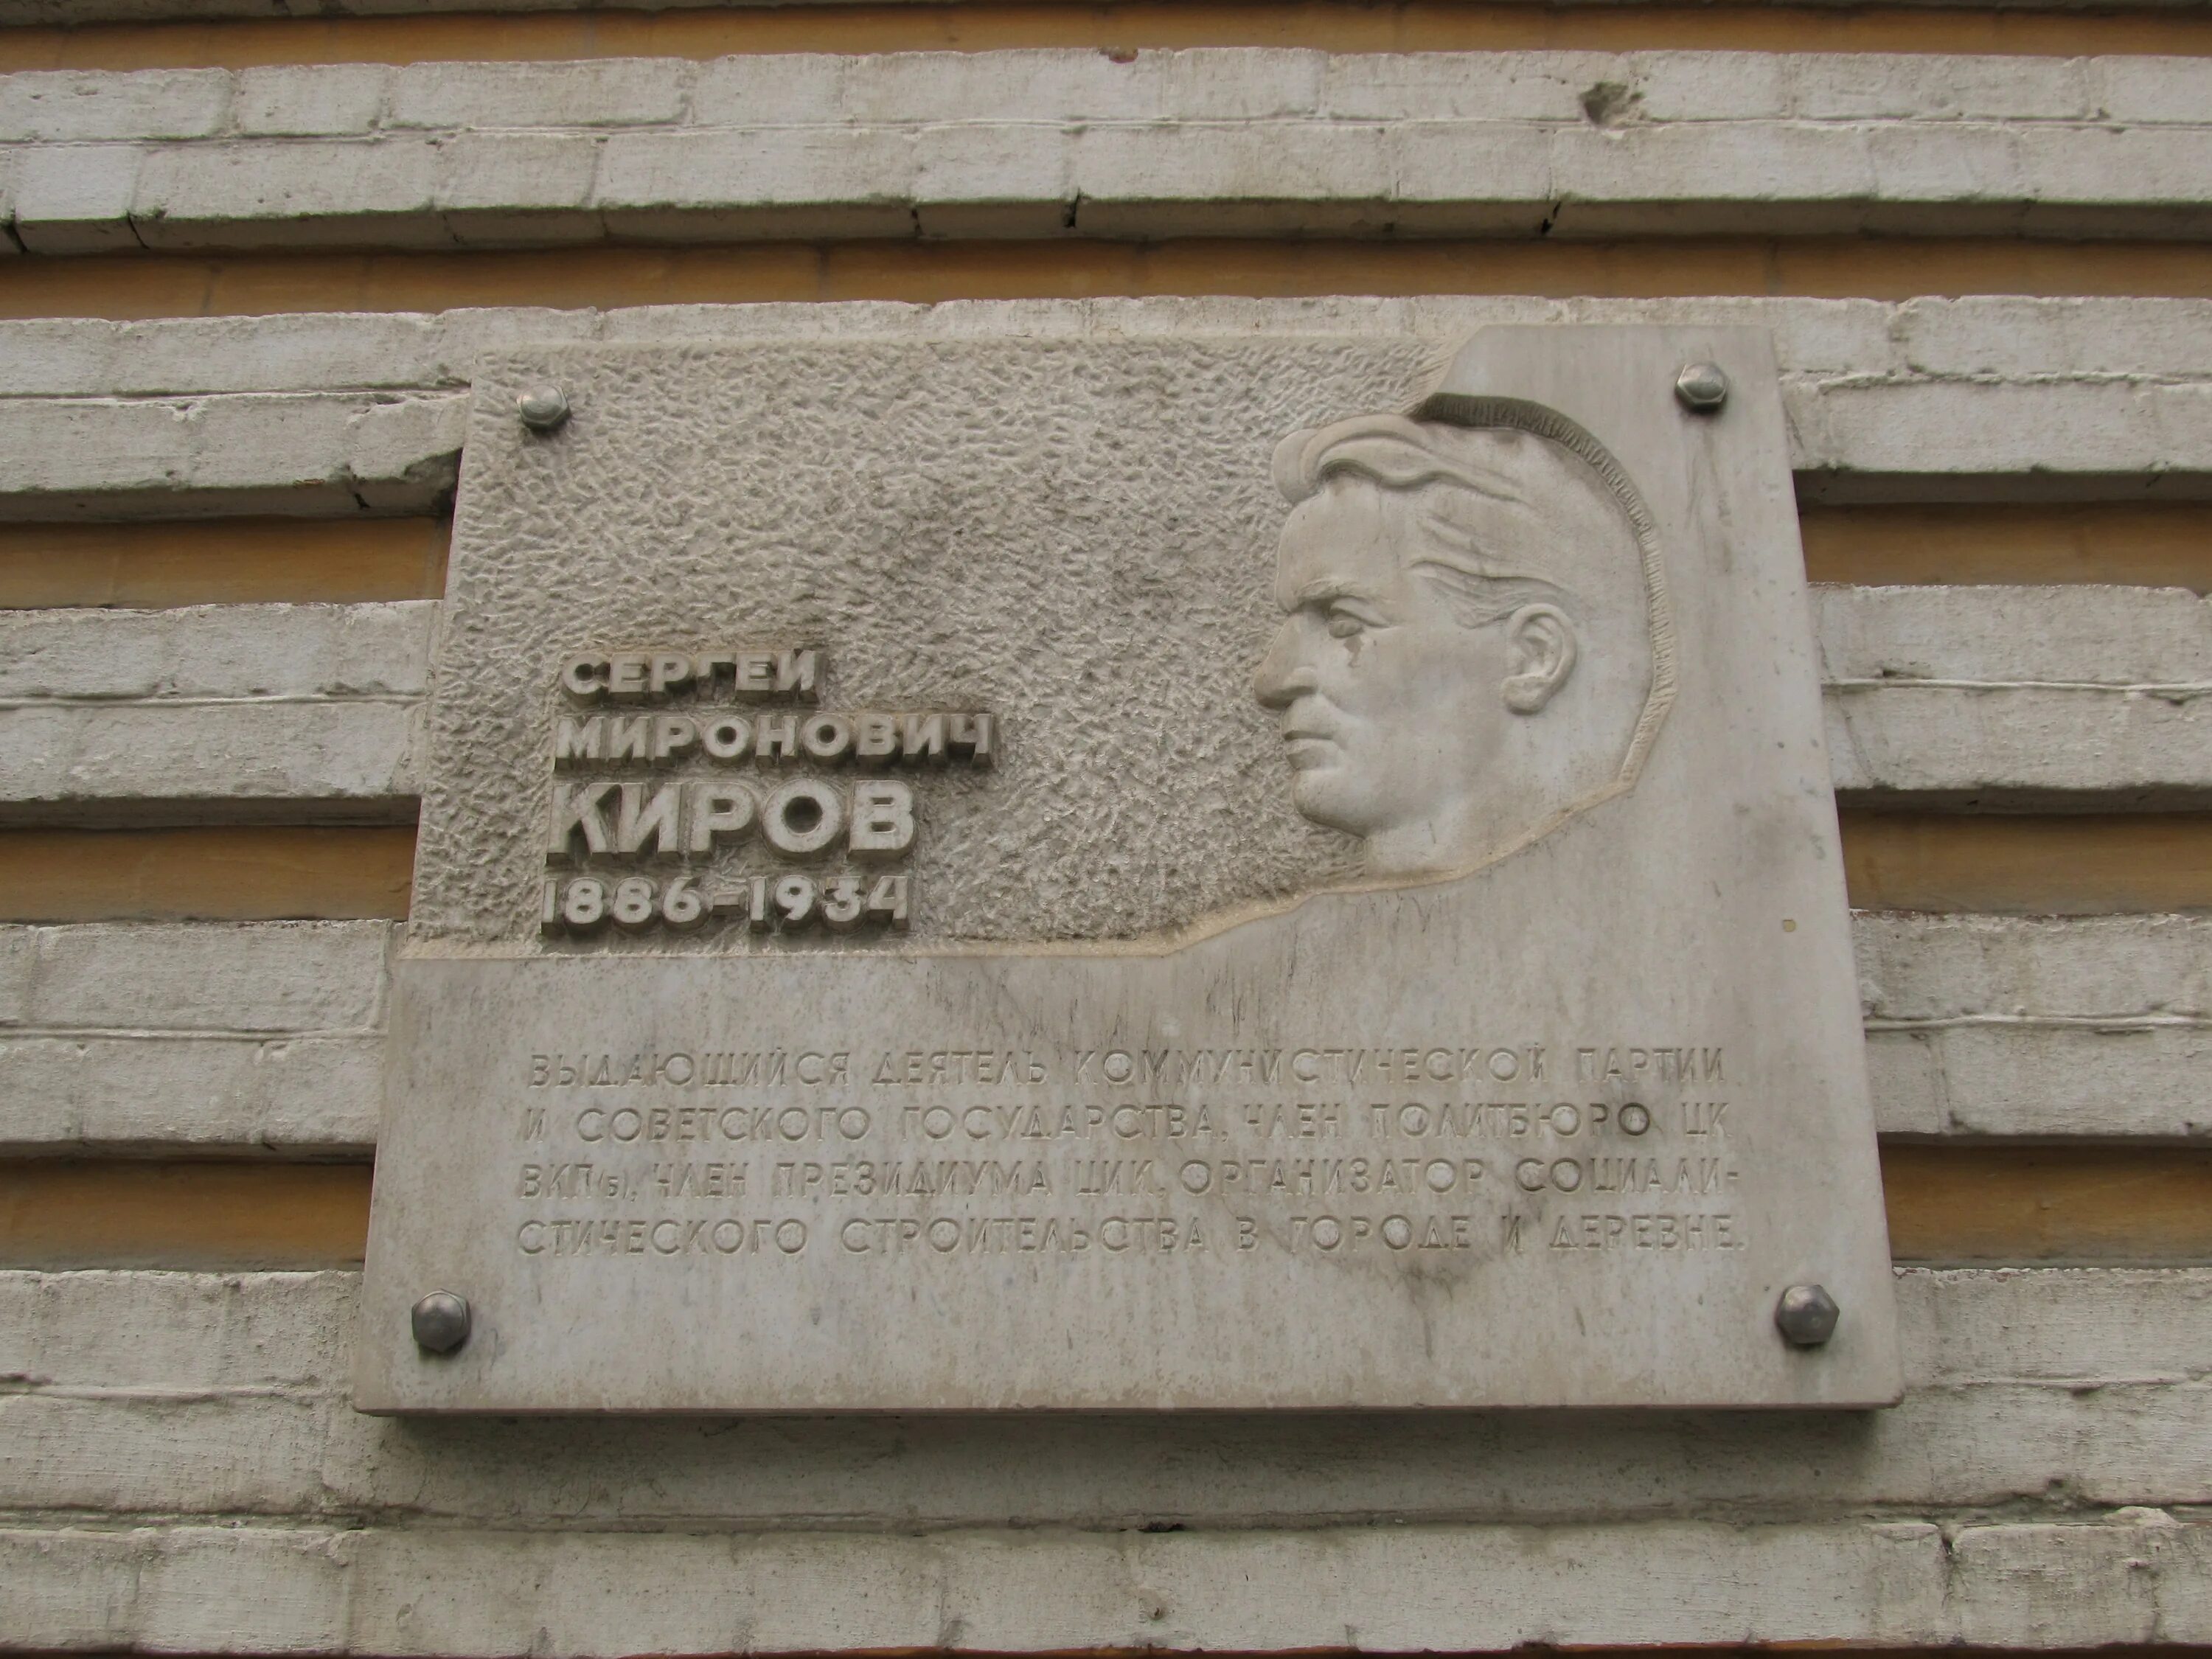 СЕРГЕЙ
МИРОНОВИЧ
КИРОВ
1886-1934
ВЫДАЮЩИЙСЯ ДЕЯТЕЛЬ КОММУНИСТИЧЕСКОЙ ПАРТИИ
И СОВЕТСКОГО ГОСУДАРСТВА, ЧЛЕН ПОЛИТБЮРО ЦК
ВКП(б), ЧЛЕН ПРЕЗИДИУМА ЦИК, ОРГАНИЗАТОР СОЦИАЛИ-
СТИЧЕСКОГО СТРОИТЕЛЬСТВА В ГОРОДЕ И ДЕРЕВНЕ.